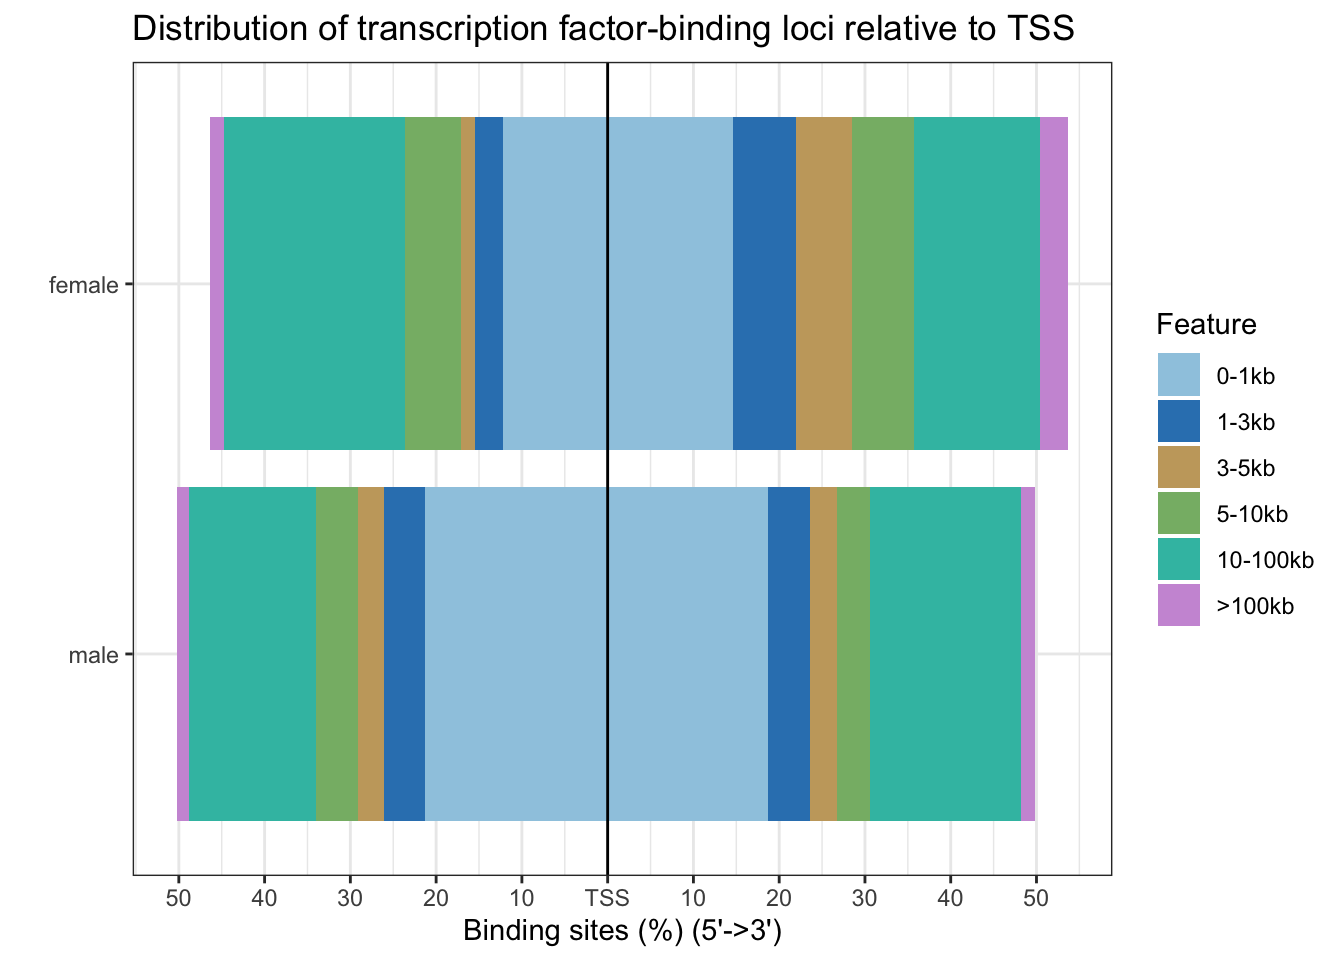 Distribution of transcription factor-binding loci relative to TSS
female
male
50 40 30 20 10 TSS 10 20 30 40 50
Binding sites (%) (5'->3')
Feature
0-1kb
1-3kb
3-5kb
5-10kb
10-100kb
>100kb